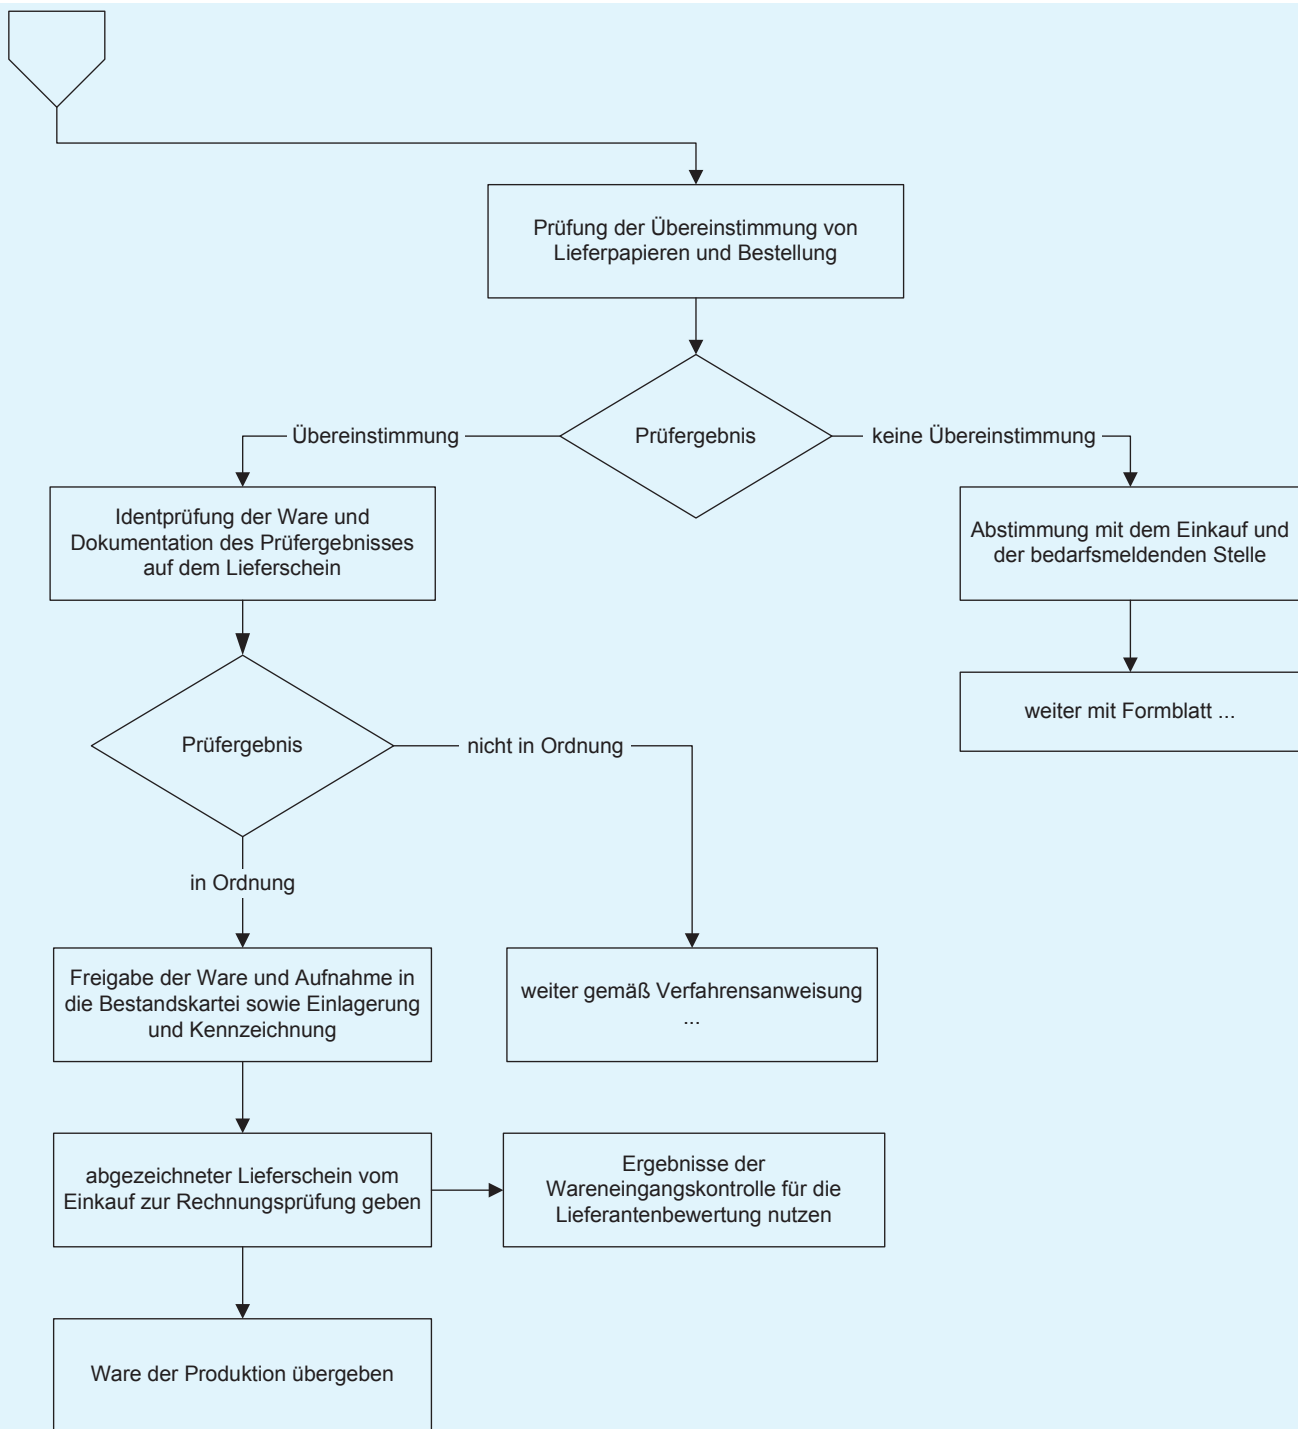 Prüfung der Übereinstimmung von
Lieferpapieren und Bestellung
Übereinstimmung
Prüfergebnis
keine Übereinstimmung
Identprüfung der Ware und
Dokumentation des Prüfergebnisses
auf dem Lieferschein
Abstimmung mit dem Einkauf und
der bedarfsmeldenden Stelle
weiter mit Formblatt ...
Prüfergebnis
nicht in Ordnung
in Ordnung
Freigabe der Ware und Aufnahme in
die Bestandskartei sowie Einlagerung
und Kennzeichnung
weiter gemäß Verfahrensanweisung
...
abgezeichneter Lieferschein vom
Einkauf zur Rechnungsprüfung geben
Ergebnisse der
Wareneingangskontrolle für die
Lieferantenbewertung nutzen
Ware der Produktion übergeben